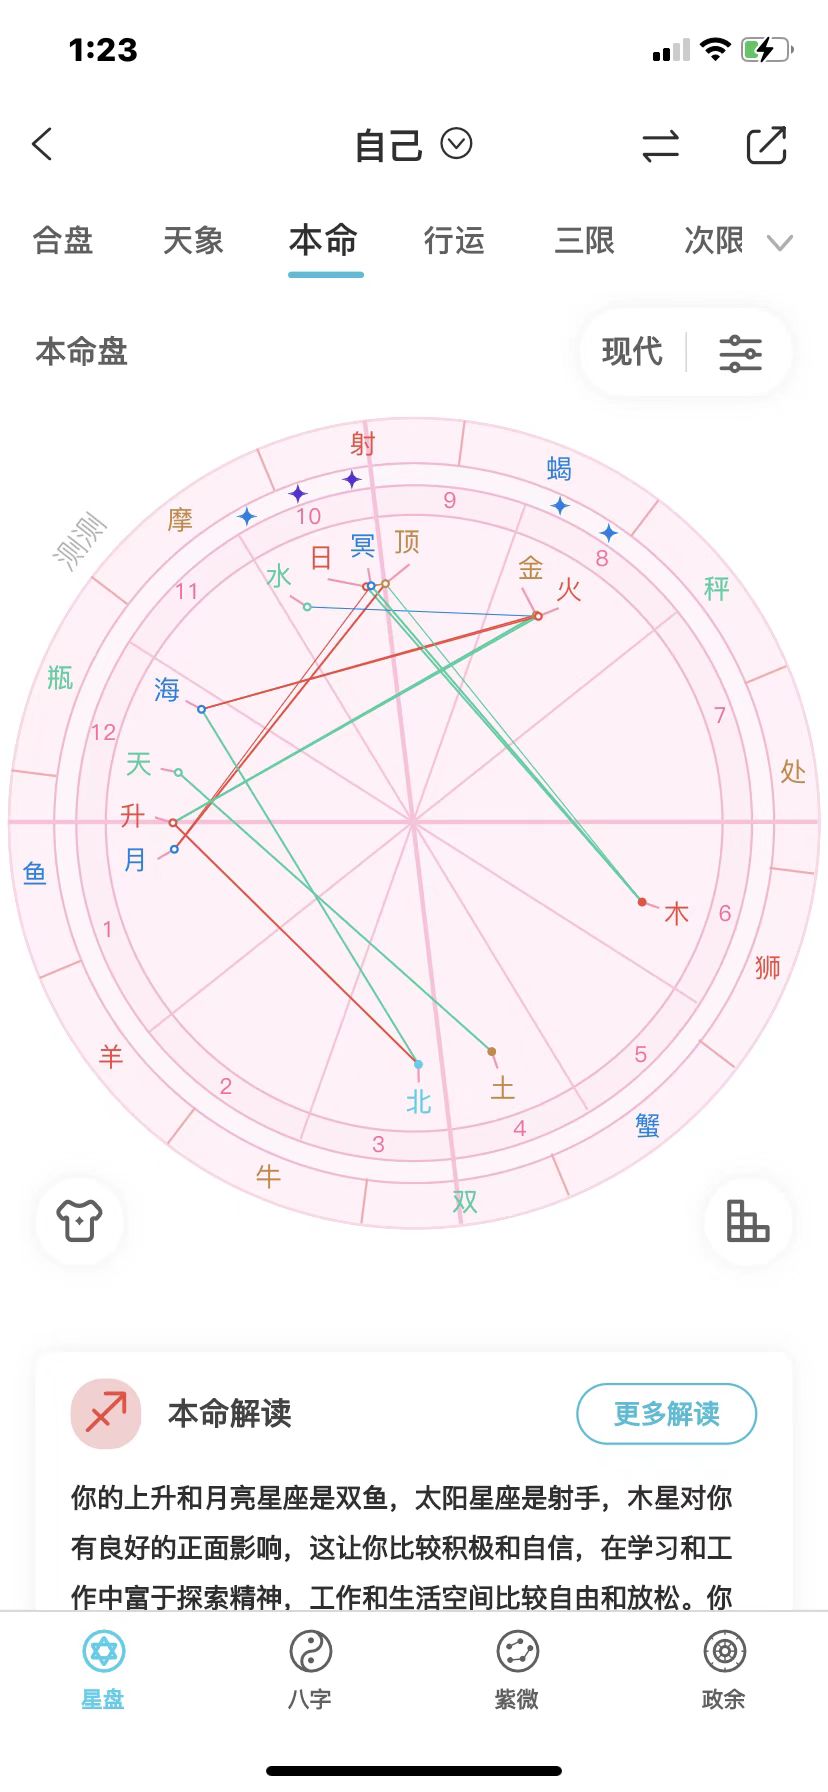 1:23
自己
合盘 天象 本命 行运 三限 次限
本命盘
现代
射
蝎
摩
9
10
测测
冥 顶
日
金
8
水
火
11
秤
瓶
海
7
12
天
处
升
月
鱼
木
6
1
狮
羊
5
2
土
北
蟹
4
3
牛
双
本命解读
更多解读
你的上升和月亮星座是双鱼，太阳星座是射手，木星对你
有良好的正面影响，这让你比较积极和自信，在学习和工
作中富于探索精神，工作和生活空间比较自由和放松。你
星盘 八字 紫微 政余